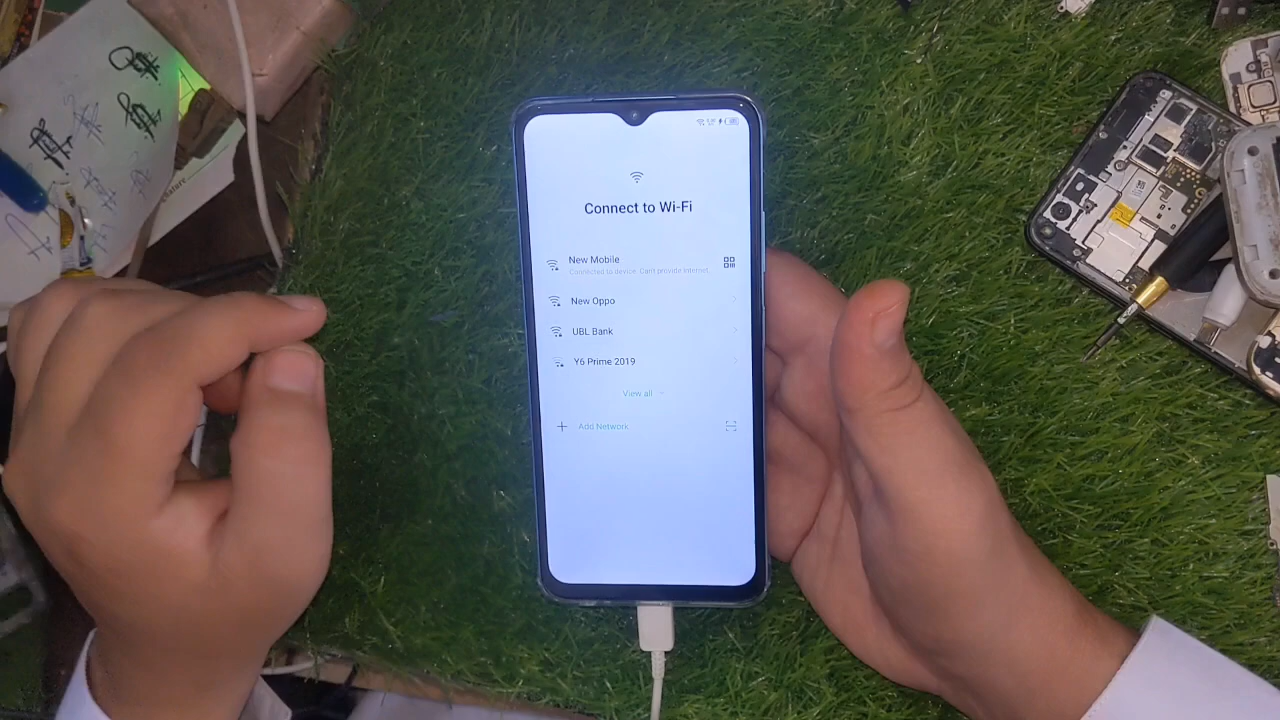 Connect to Wi-Fi
New Mobile
Connected to device. Can't provide Internet.
New Oppo
UBL Bank
Y6 Prime 2019
View all
Add Network